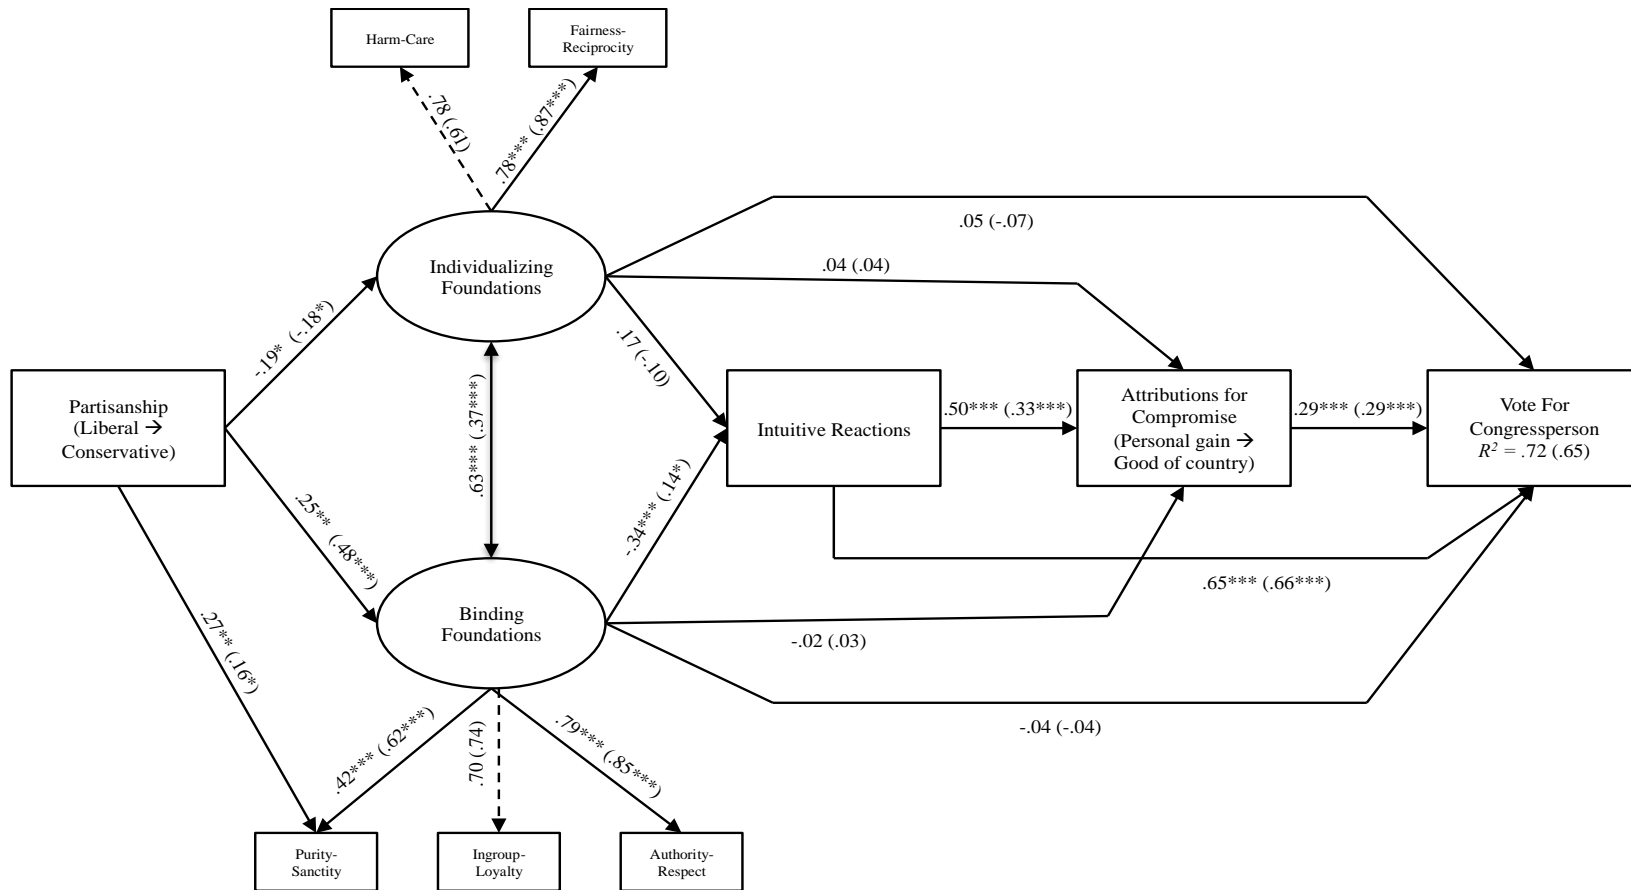 Harm-Care
Fairness-
Reciprocity
.78 (.61)
.78*** (.87***)
.05 (-.07)
Individualizing
Foundations
.04 (.04)
-.19* (-.18*)
.17 (-.10)
Partisanship
(Liberal →
Conservative)
.63*** (.37***)
Intuitive Reactions
.50*** (.33***)
Attributions for
Compromise
(Personal gain →
Good of country)
.29*** (.29***)
Vote For
Congressperson
R² = .72 (.65)
.25** (.48***)
-.34*** (.14*)
.65*** (.66***)
Binding
Foundations
.27** (.16*)
-.02 (.03)
-.04 (-.04)
.42*** (.62***)
.70 (.74)
.79*** (.85***)
Purity-
Sanctity
Ingroup-
Loyalty
Authority-
Respect